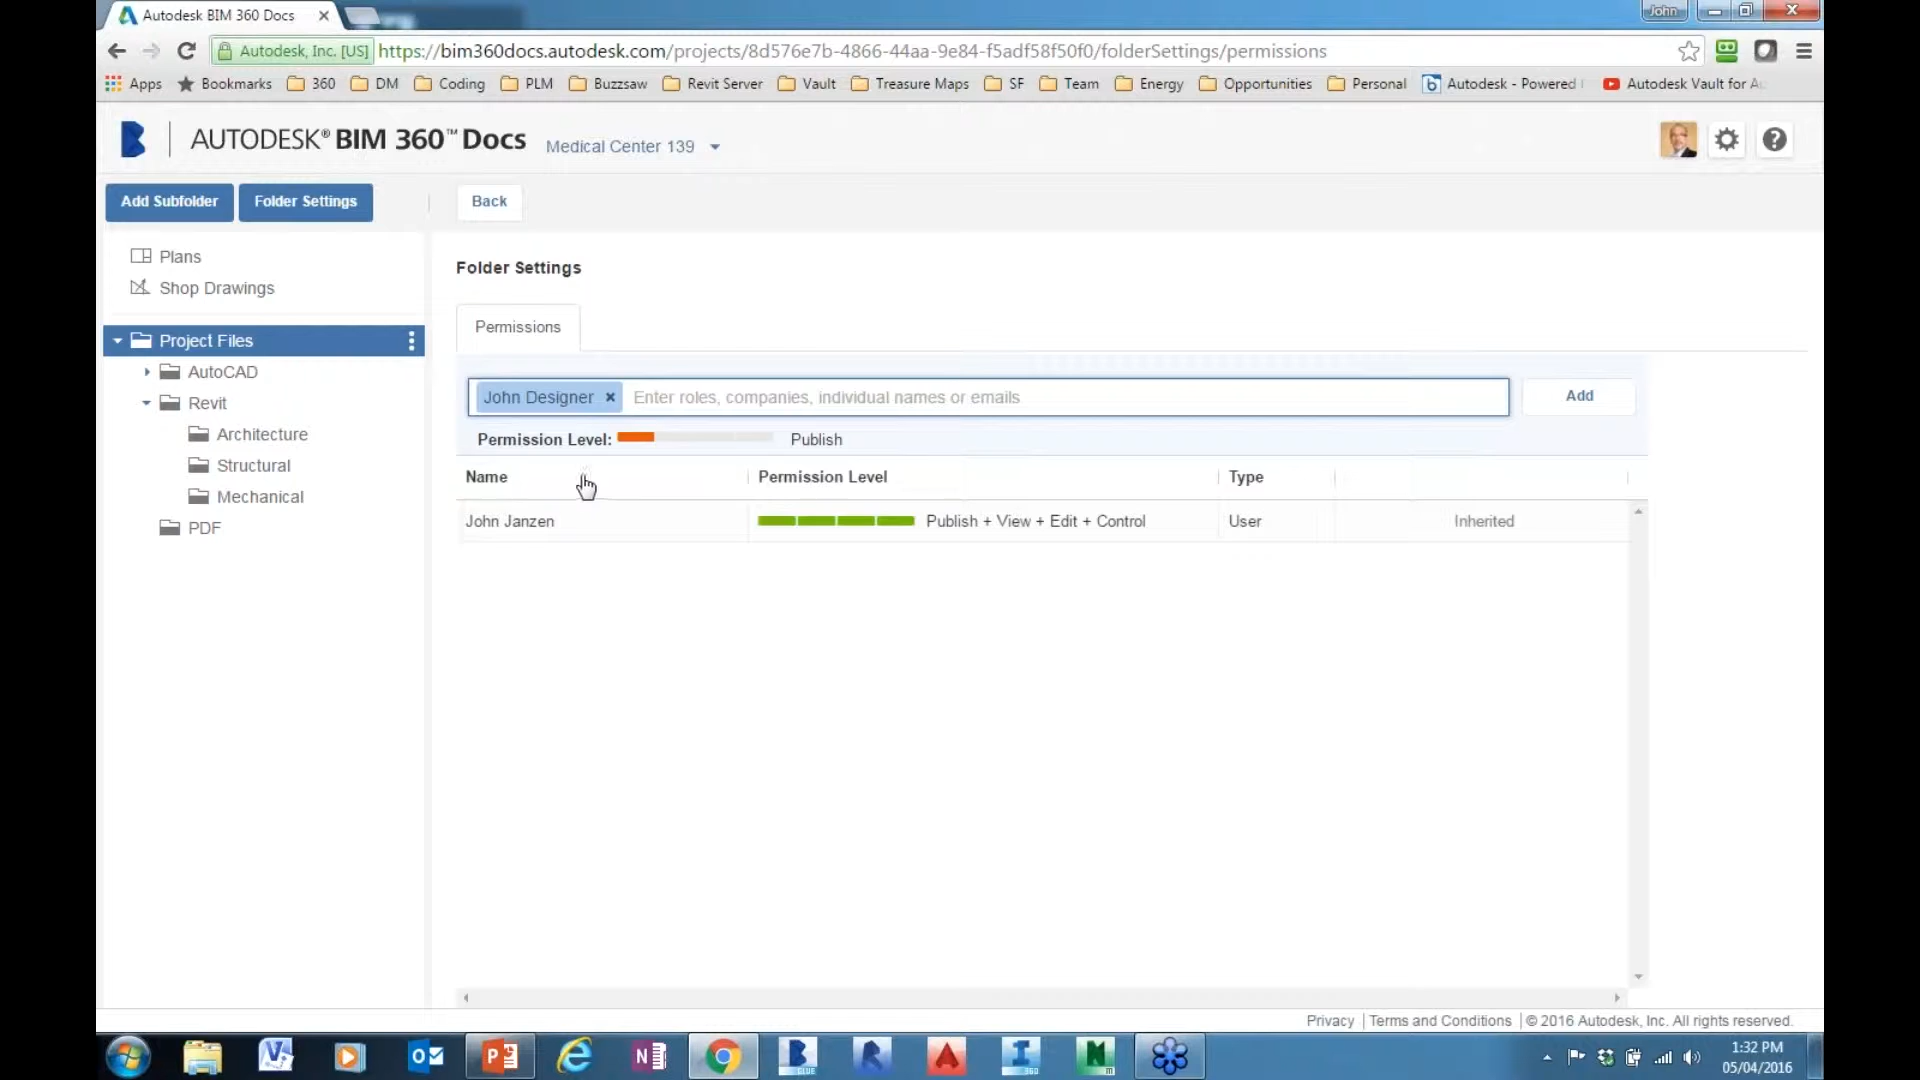 Autodesk BIM 360 Docs
John
Autodesk, Inc. [US] https://bim360docs.autodesk.com/projects/8d576e7b-4866-44aa-9e84-f5adf58f50f0/folderSettings/permissions
Apps Bookmarks 360 DM Coding PLM Buzzsaw Revit Server Vault Treasure Maps SF Team Energy Opportunities Personal Autodesk - Powered Autodesk Vault for Au
AUTODESK® BIM 360™ Docs Medical Center 139
Add Subfolder Folder Settings Back
Plans
Shop Drawings
Project Files
AutoCAD
Revit
Architecture
Structural
Mechanical
PDF
Folder Settings
Permissions
John Designer × Enter roles, companies, individual names or emails Add
Permission Level: Publish
Name Permission Level Type
John Janzen Publish + View + Edit + Control User Inherited
Privacy | Terms and Conditions | © 2016 Autodesk, Inc. All rights reserved.
1:32 PM
05/04/2016